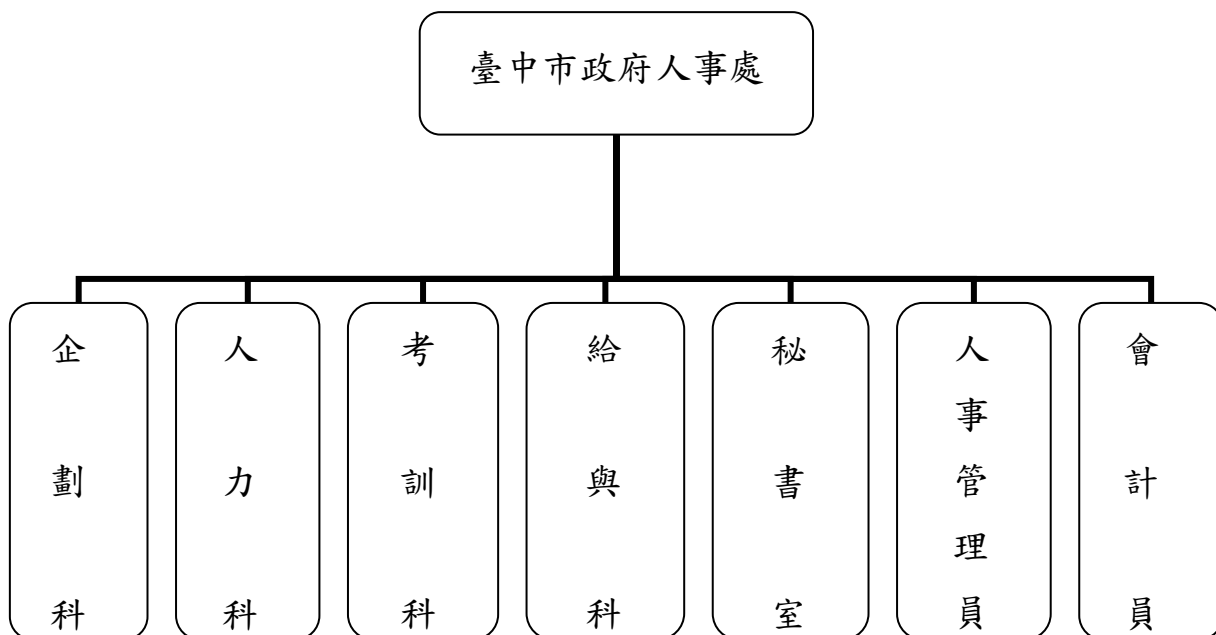 臺中市政府人事處
企劃科
人力科
考訓科
給與科
秘書室
人事管理員
會計員